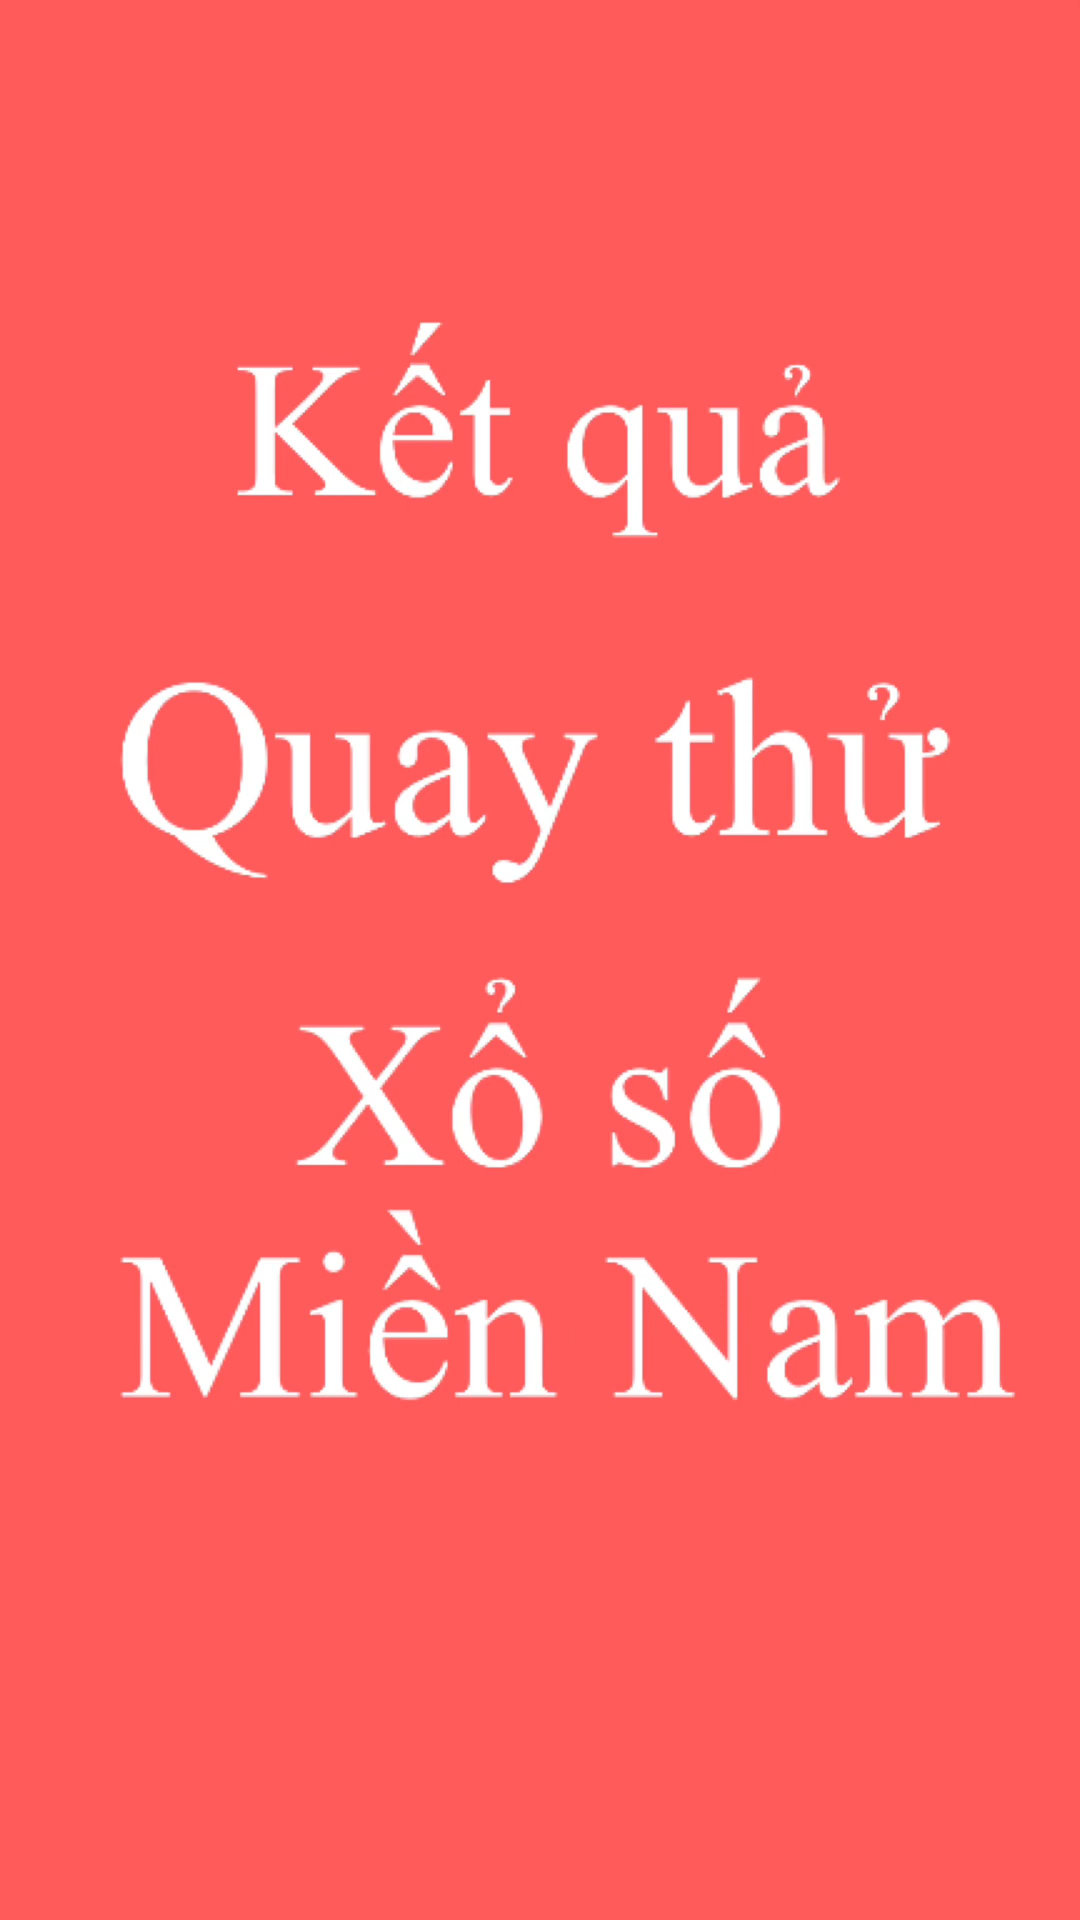 Kết quả
Quay thử
Xổ số
Miền Nam